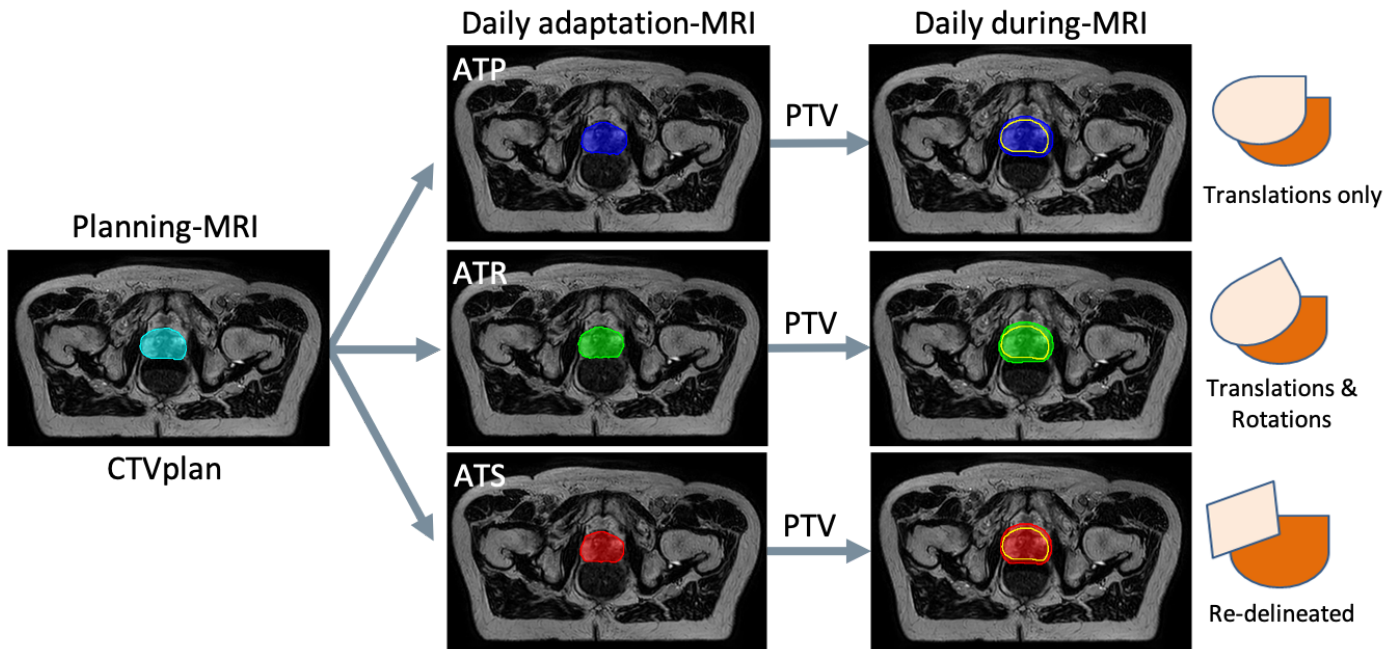 Daily adaptation-MRI
Daily during-MRI
Planning-MRI
CTVplan
ATP
PTV
Translations only
ATR
PTV
Translations &
Rotations
ATS
PTV
Re-delineated